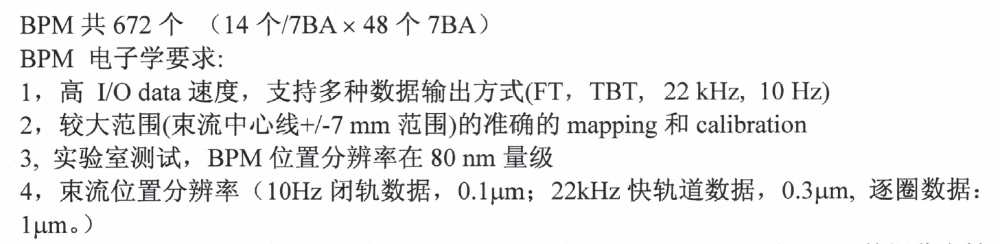 BPM 共 672 个 （14 个/7BA × 48 个 7BA）
BPM 电子学要求:
1，高 I/O data 速度，支持多种数据输出方式(FT，TBT, 22 kHz, 10 Hz)
2，较大范围(束流中心线+/-7 mm 范围)的准确的 mapping 和 calibration
3, 实验室测试，BPM 位置分辨率在 80 nm 量级
4，束流位置分辨率（10Hz 闭轨数据，0.1μm；22kHz 快轨道数据，0.3μm, 逐圈数据：
1μm。）